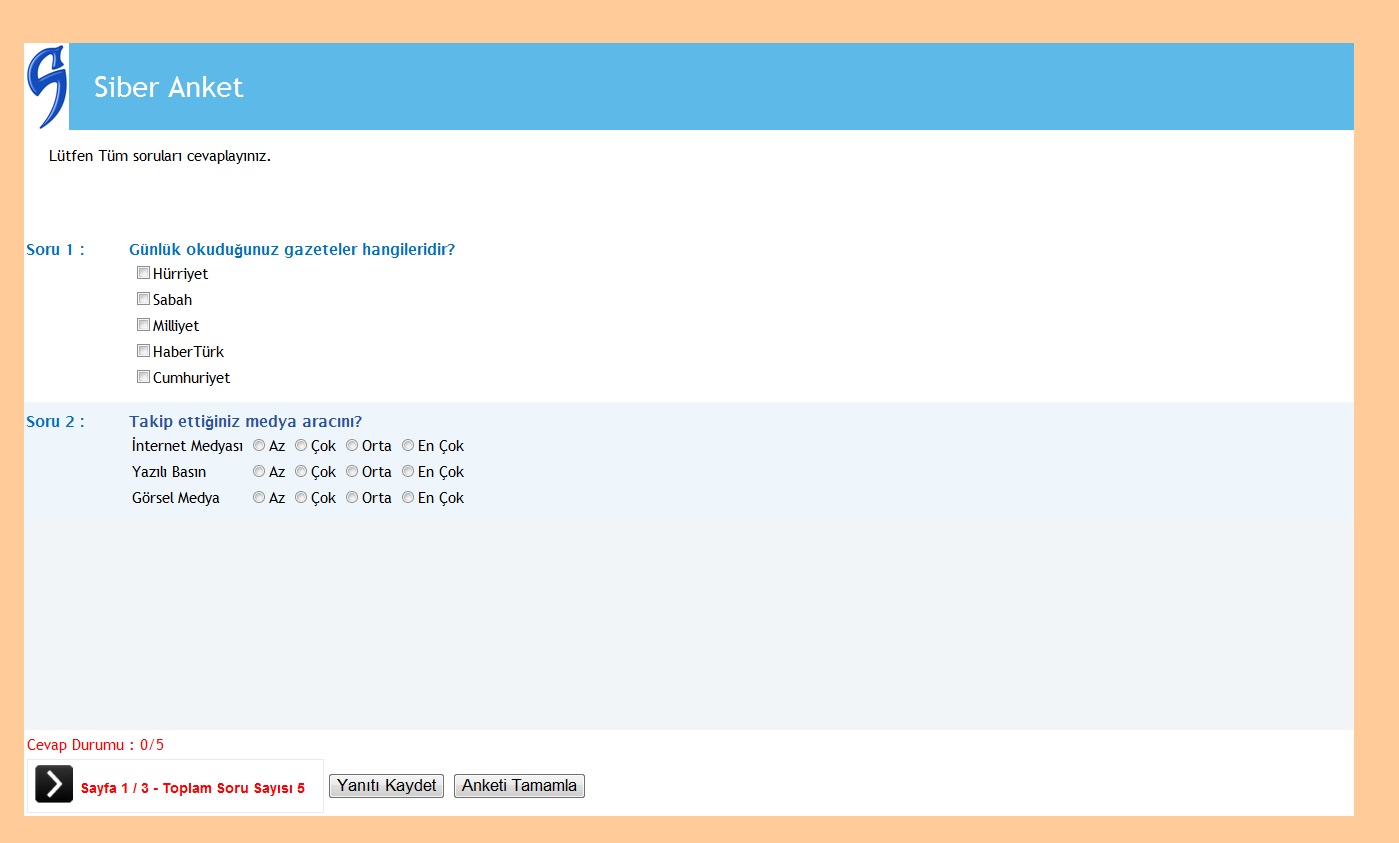 Siber Anket
Lütfen Tüm soruları cevaplayınız.
Soru 1 : Günlük okuduğunuz gazeteler hangileridir?
Hürriyet
Sabah
Milliyet
HaberTürk
Cumhuriyet
Soru 2 : Takip ettiğiniz medya aracını?
İnternet Medyası Az Çok Orta En Çok
Yazılı Basın Az Çok Orta En Çok
Görsel Medya Az Çok Orta En Çok
Cevap Durumu : 0/5
Sayfa 1 / 3 - Toplam Soru Sayısı 5 Yanıtı Kaydet Anketi Tamamla